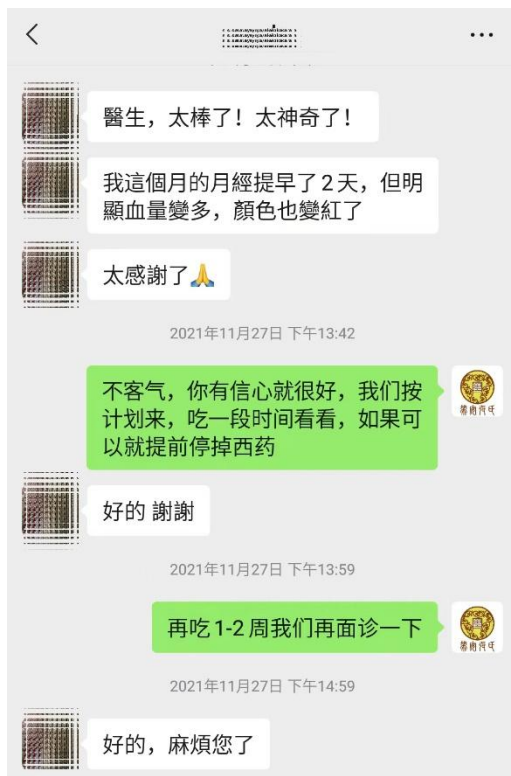 醫生，太棒了！太神奇了！
我這個月的月經提早了2天，但明
顯血量變多，顏色也變紅了
太感謝了🙏
2021年11月27日 下午13:42
不客气，你有信心就很好，我们按
计划来，吃一段时间看看，如果可
以就提前停掉西药
好的 謝謝
2021年11月27日 下午13:59
再吃1-2周我们再面诊一下
2021年11月27日 下午14:59
好的，麻煩您了